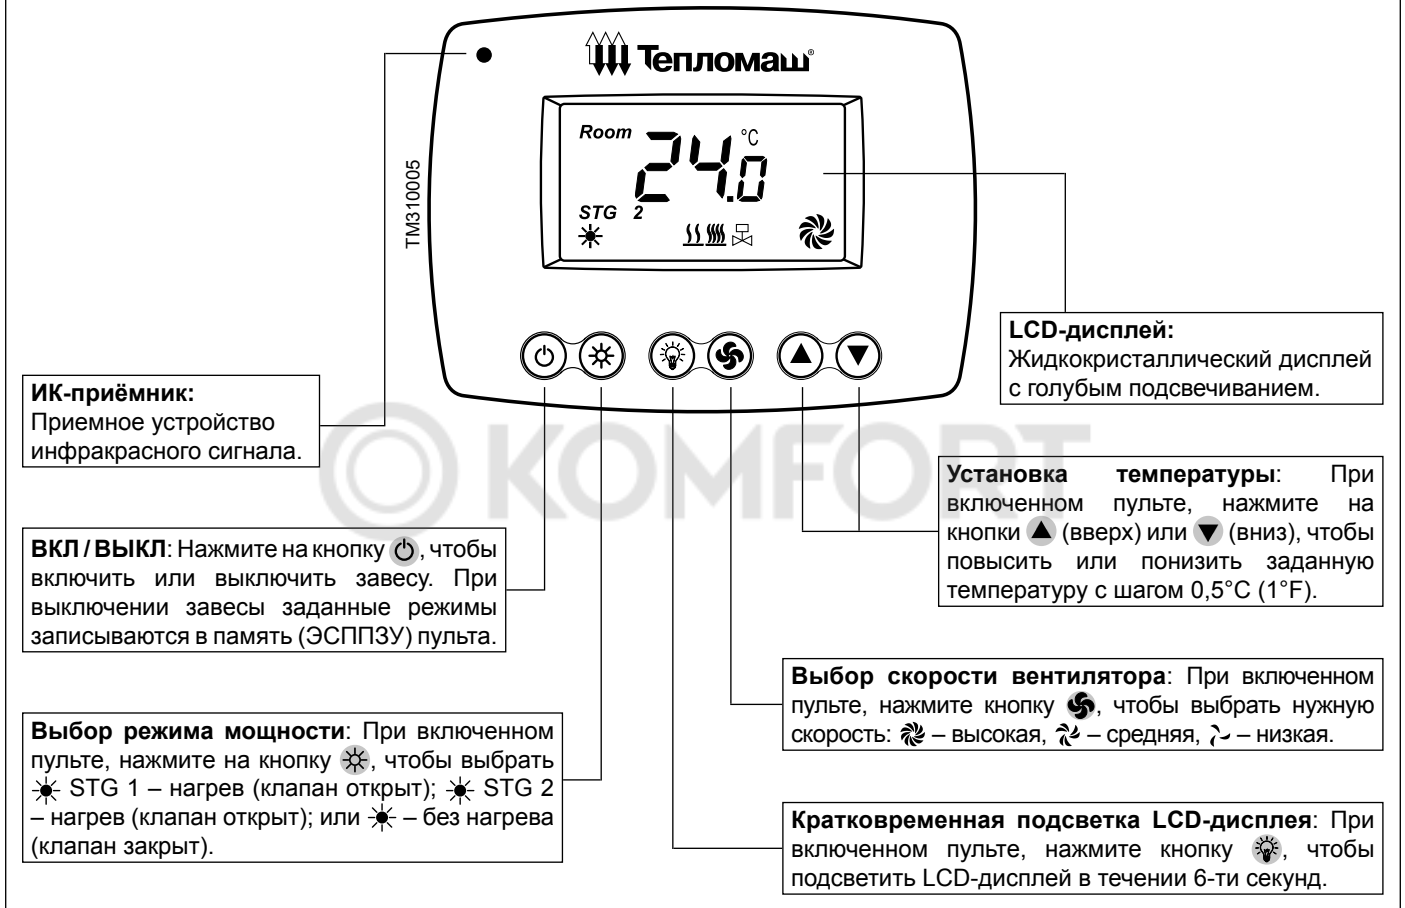 Тепломаш®
Room 24.0 °C
STG 2
TM310005
LCD-дисплей:
Жидкокристаллический дисплей
с голубым подсвечиванием.
ИК-приёмник:
Приемное устройство
инфракрасного сигнала.
KOMFORT
Установка температуры: При
включенном пульте, нажмите на
кнопки ▲ (вверх) или ▼ (вниз), чтобы
повысить или понизить заданную
температуру с шагом 0,5°C (1°F).
ВКЛ / ВЫКЛ: Нажмите на кнопку , чтобы
включить или выключить завесу. При
выключении завесы заданные режимы
записываются в память (ЭСППЗУ) пульта.
Выбор скорости вентилятора: При включенном
пульте, нажмите кнопку , чтобы выбрать нужную
скорость: – высокая, – средняя, – низкая.
Выбор режима мощности: При включенном
пульте, нажмите на кнопку , чтобы выбрать
STG 1 – нагрев (клапан открыт); STG 2
– нагрев (клапан открыт); или – без нагрева
(клапан закрыт).
Кратковременная подсветка LCD-дисплея: При
включенном пульте, нажмите кнопку , чтобы
подсветить LCD-дисплей в течении 6-ти секунд.